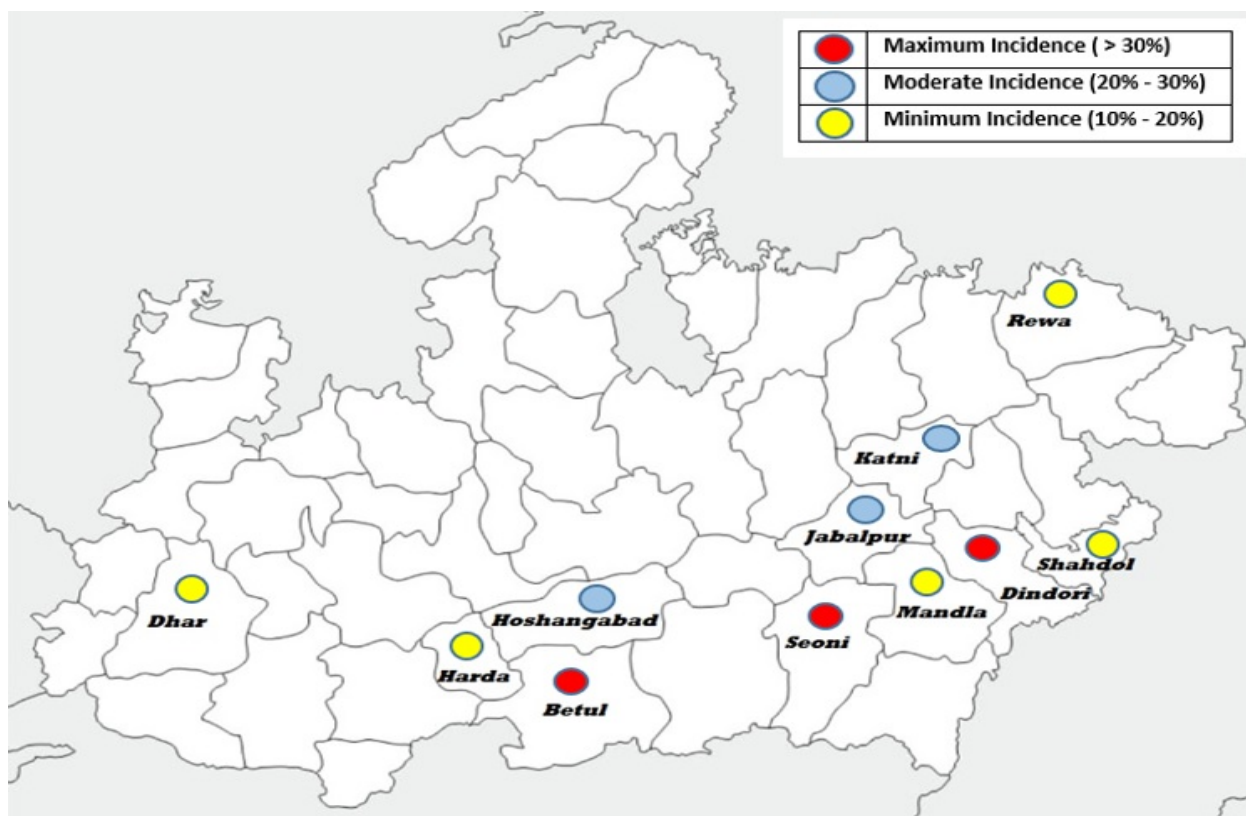 Maximum Incidence ( > 30%)
Moderate Incidence (20% - 30%)
Minimum Incidence (10% - 20%)
Rewa
Katni
Jabalpur
Shahdol
Dindori
Mandla
Seoni
Hoshangabad
Dhar
Harda
Betul